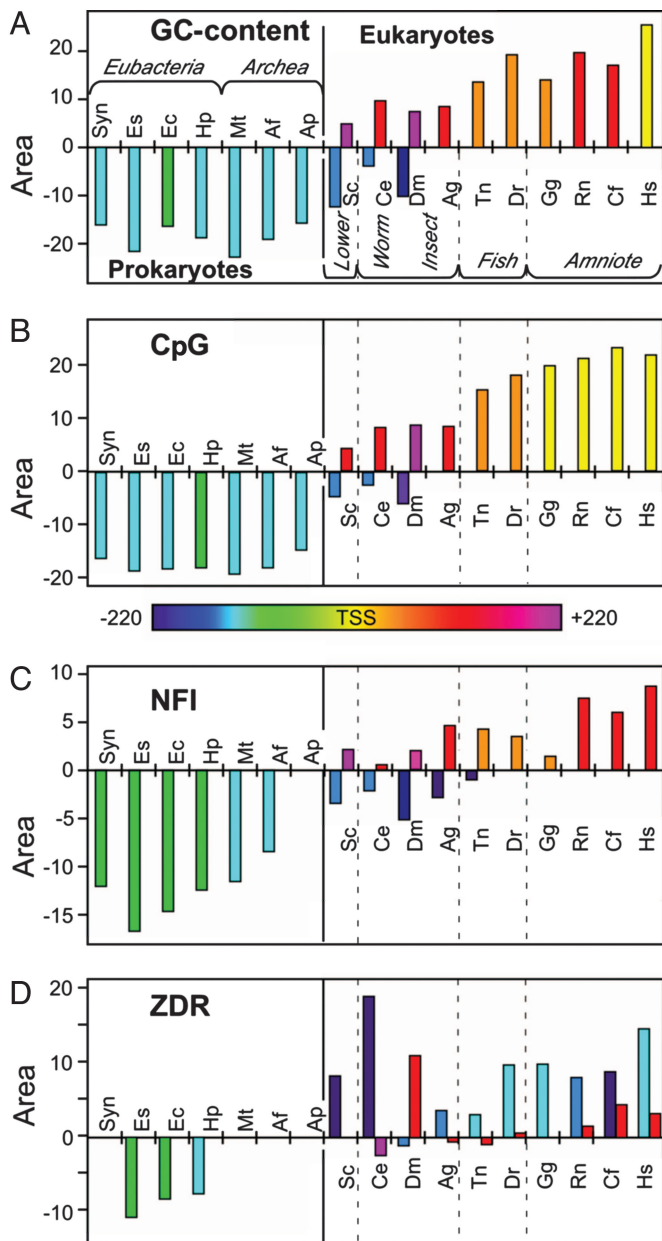 A
GC-content
Eukaryotes
Eubacteria
Archea
Area
20
10
0
-10
-20
Syn
Es
Ec
Hp
Mt
Af
Ap
Sc
Ce
Dm
Ag
Tn
Dr
Gg
Rn
Cf
Hs
Prokaryotes
Lower
Worm
Insect
Fish
Amniote
B
CpG
Area
20
10
0
-10
-20
Syn
Es
Ec
Hp
Mt
Af
Ap
Sc
Ce
Dm
Ag
Tn
Dr
Gg
Rn
Cf
Hs
-220
TSS
+220
C
NFI
Area
10
5
0
-5
-10
-15
Syn
Es
Ec
Hp
Mt
Af
Ap
Sc
Ce
Dm
Ag
Tn
Dr
Gg
Rn
Cf
Hs
D
ZDR
Area
20
10
0
-10
Syn
Es
Ec
Hp
Mt
Af
Ap
Sc
Ce
Dm
Ag
Tn
Dr
Gg
Rn
Cf
Hs